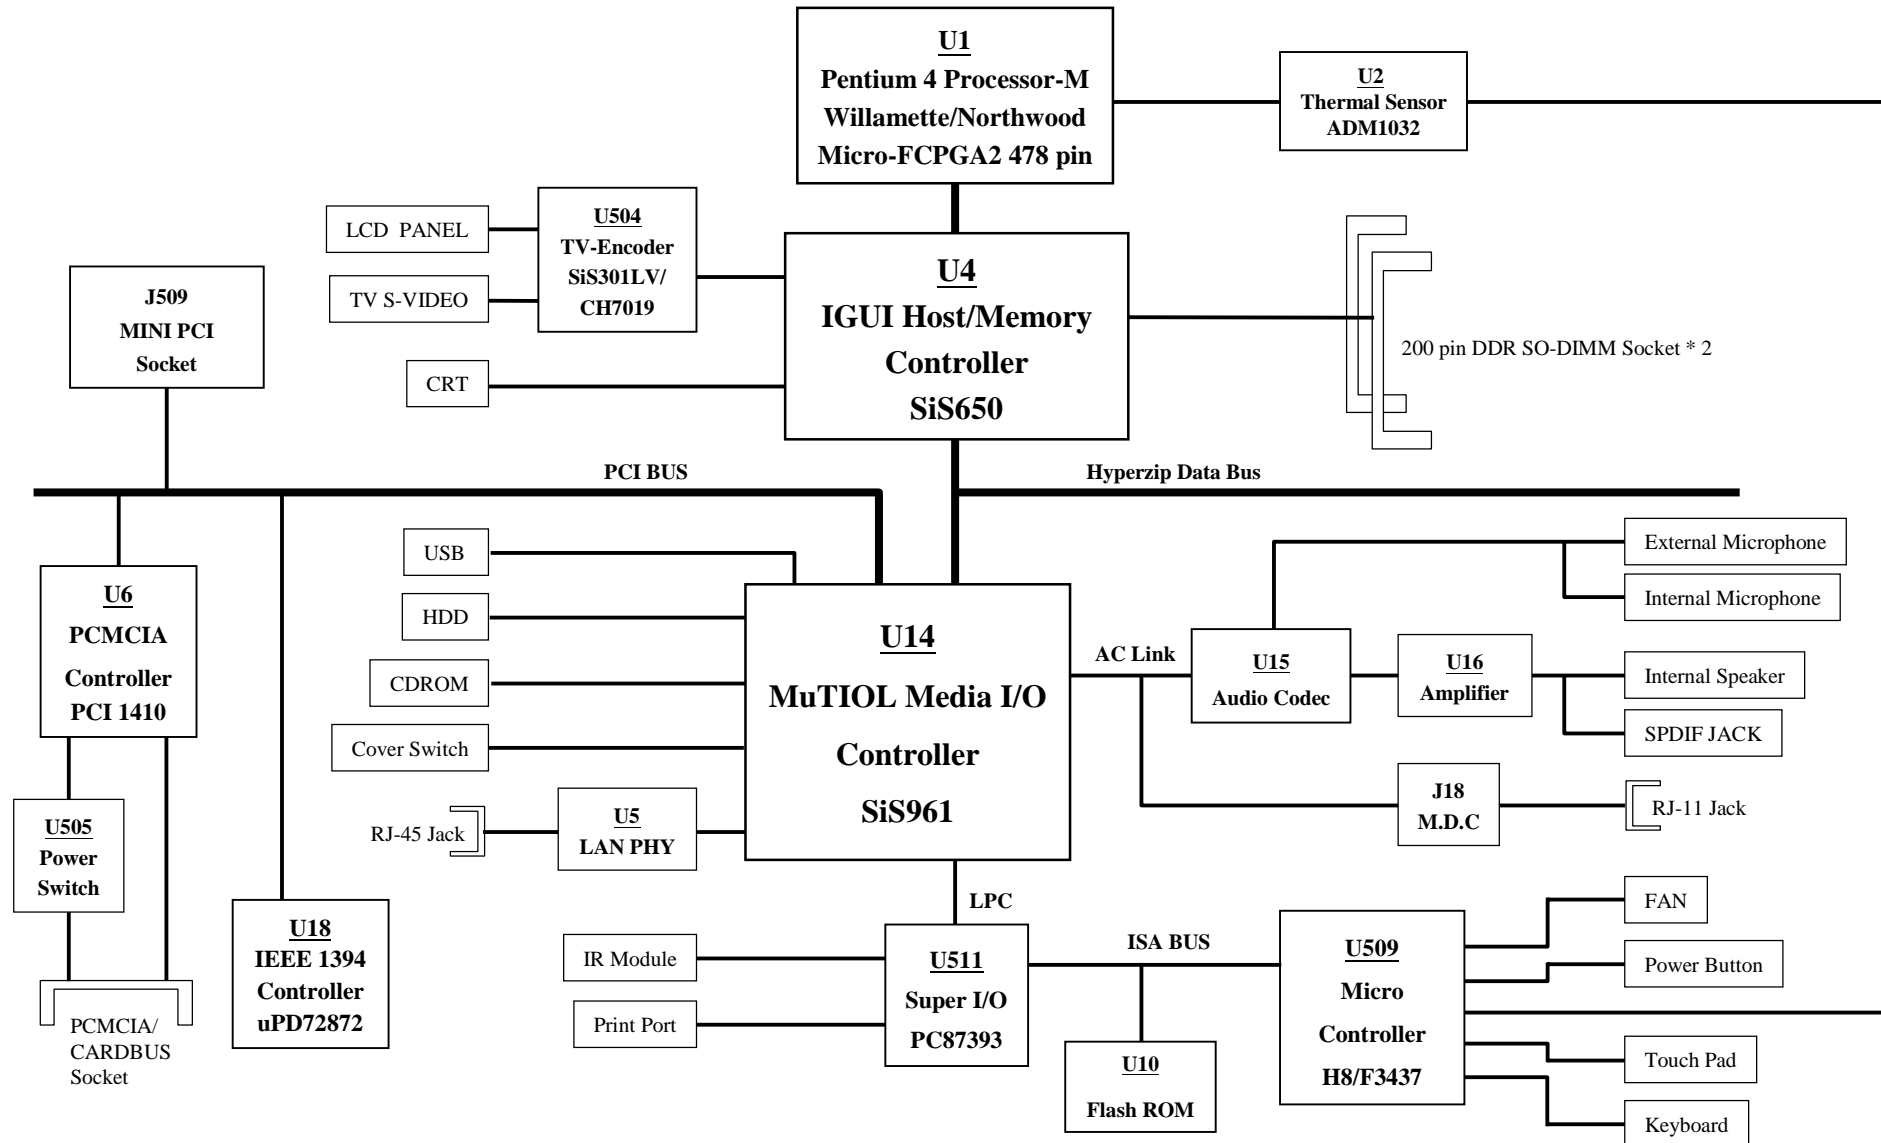 U1
Pentium 4 Processor-M
Willamette/Northwood
Micro-FCPGA2 478 pin
U2
Thermal Sensor
ADM1032
LCD PANEL
TV S-VIDEO
CRT
U504
TV-Encoder
SiS301LV/
CH7019
U4
IGUI Host/Memory
Controller
SiS650
200 pin DDR SO-DIMM Socket * 2
J509
MINI PCI
Socket
PCI BUS
Hyperzip Data Bus
U6
PCMCIA
Controller
PCI 1410
U505
Power
Switch
PCMCIA/
CARDBUS
Socket
U18
IEEE 1394
Controller
uPD72872
USB
HDD
CDROM
Cover Switch
RJ-45 Jack
U5
LAN PHY
U14
MuTIOL Media I/O
Controller
SiS961
AC Link
U15
Audio Codec
U16
Amplifier
External Microphone
Internal Microphone
Internal Speaker
SPDIF JACK
J18
M.D.C
RJ-11 Jack
LPC
IR Module
Print Port
U511
Super I/O
PC87393
ISA BUS
U10
Flash ROM
U509
Micro
Controller
H8/F3437
FAN
Power Button
Touch Pad
Keyboard